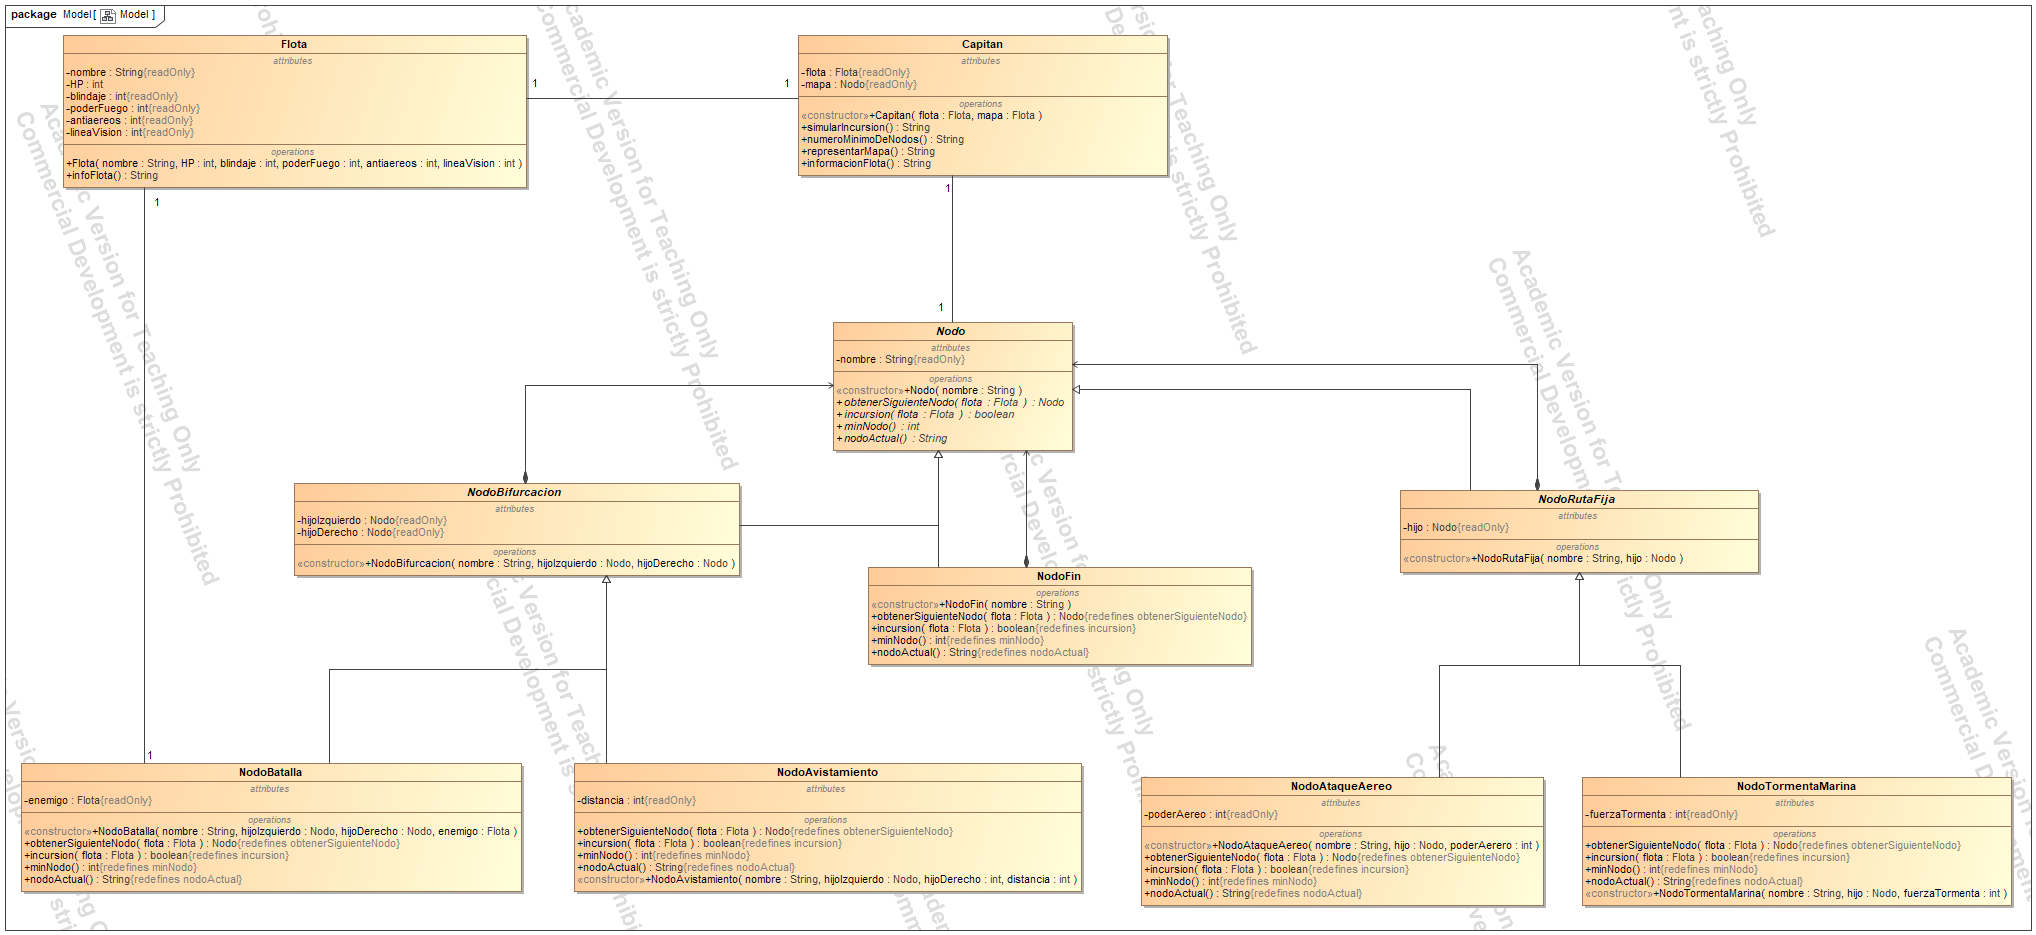 package Model[ Model ]
Flota
attributes
-nombre : String{readOnly}
-HP : int
-blindaje : int{readOnly}
-poderFuego : int{readOnly}
-antiaereos : int{readOnly}
-lineaVision : int{readOnly}
operations
+Flota( nombre : String, HP : int, blindaje : int, poderFuego : int, antiaereos : int, lineaVision : int )
+infoFlota() : String
1
1
Capitan
attributes
-flota : Flota{readOnly}
-mapa : Nodo{readOnly}
operations
«constructor»+Capitan( flota : Flota, mapa : Flota )
+simularIncursion() : String
+numeroMinimoDeNodos() : String
+representarMapa() : String
+informacionFlota() : String
1
1
1
1
Nodo
attributes
-nombre : String{readOnly}
operations
«constructor»+Nodo( nombre : String )
+obtenerSiguienteNodo( flota : Flota ) : Nodo
+incursion( flota : Flota ) : boolean
+minNodo() : int
+nodoActual() : String
NodoBifurcacion
attributes
-hijoIzquierdo : Nodo{readOnly}
-hijoDerecho : Nodo{readOnly}
operations
«constructor»+NodoBifurcacion( nombre : String, hijoIzquierdo : Nodo, hijoDerecho : Nodo )
NodoFin
operations
«constructor»+NodoFin( nombre : String )
+obtenerSiguienteNodo( flota : Flota ) : Nodo{redefines obtenerSiguienteNodo}
+incursion( flota : Flota ) : boolean{redefines incursion}
+minNodo() : int{redefines minNodo}
+nodoActual() : String{redefines nodoActual}
NodoRutaFija
attributes
-hijo : Nodo{readOnly}
operations
«constructor»+NodoRutaFija( nombre : String, hijo : Nodo )
NodoBatalla
attributes
-enemigo : Flota{readOnly}
operations
«constructor»+NodoBatalla( nombre : String, hijoIzquierdo : Nodo, hijoDerecho : Nodo, enemigo : Flota )
+obtenerSiguienteNodo( flota : Flota ) : Nodo{redefines obtenerSiguienteNodo}
+incursion( flota : Flota ) : boolean{redefines incursion}
+minNodo() : int{redefines minNodo}
+nodoActual() : String{redefines nodoActual}
NodoAvistamiento
attributes
-distancia : int{readOnly}
operations
+obtenerSiguienteNodo( flota : Flota ) : Nodo{redefines obtenerSiguienteNodo}
+incursion( flota : Flota ) : boolean{redefines incursion}
+minNodo() : int{redefines minNodo}
+nodoActual() : String{redefines nodoActual}
«constructor»+NodoAvistamiento( nombre : String, hijoIzquierdo : Nodo, hijoDerecho : int, distancia : int )
NodoAtaqueAereo
attributes
-poderAereo : int{readOnly}
operations
«constructor»+NodoAtaqueAereo( nombre : String, hijo : Nodo, poderAerero : int )
+obtenerSiguienteNodo( flota : Flota ) : Nodo{redefines obtenerSiguienteNodo}
+incursion( flota : Flota ) : boolean{redefines incursion}
+minNodo() : int{redefines minNodo}
+nodoActual() : String{redefines nodoActual}
NodoTormentaMarina
attributes
-fuerzaTormenta : int{readOnly}
operations
+obtenerSiguienteNodo( flota : Flota ) : Nodo{redefines obtenerSiguienteNodo}
+incursion( flota : Flota ) : boolean{redefines incursion}
+minNodo() : int{redefines minNodo}
+nodoActual() : String{redefines nodoActual}
«constructor»+NodoTormentaMarina( nombre : String, hijo : Nodo, fuerzaTormenta : int )
Academic Version for Teaching Only
Commercial Development is strictly Prohibited